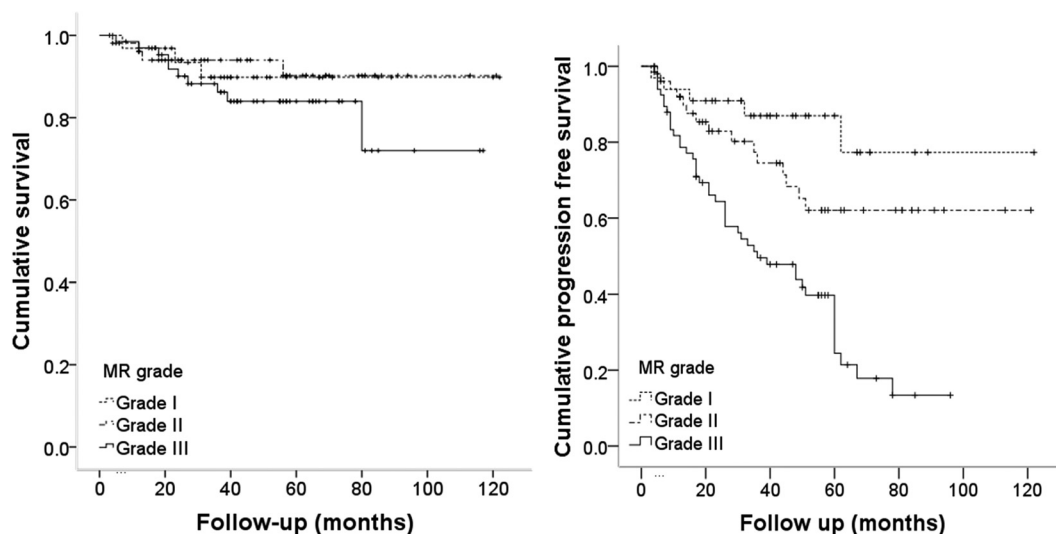 Cumulative survival
1.0
0.8
0.6
0.4
0.2
0.0
MR grade
Grade I
Grade II
Grade III
...
0 20 40 60 80 100 120
Follow-up (months)
Cumulative progression free survival
1.0
0.8
0.6
0.4
0.2
0.0
MR grade
Grade I
Grade II
Grade III
...
0 20 40 60 80 100 120
Follow up (months)